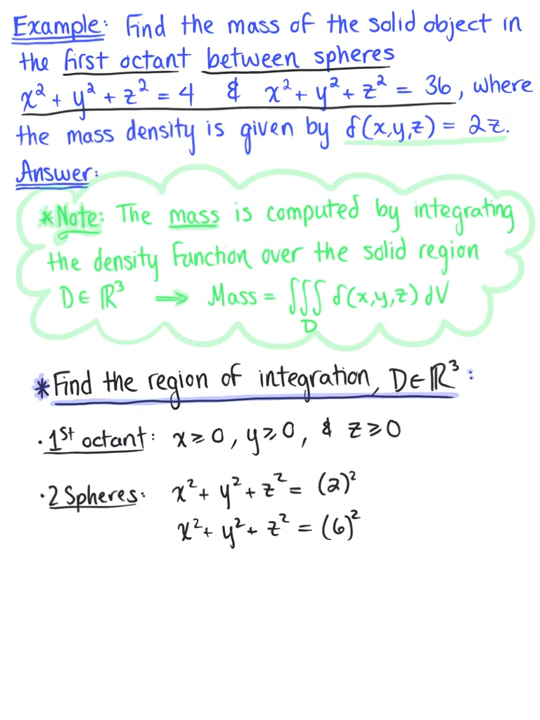 Example: Find the mass of the solid object in
the first octant between spheres
x² + y² + z² = 4 & x² + y² + z² = 36, where
the mass density is given by δ(x,y,z) = 2z.
Answer:
*Note: The mass is computed by integrating
the density function over the solid region
D∈ℝ³ ⟹ Mass = ∭ δ(x,y,z) dV
D
*Find the region of integration, D∈ℝ³:
·1st octant: x≥0, y≥0, & z≥0
·2 Spheres: x² + y² + z² = (2)²
x² + y² + z² = (6)²